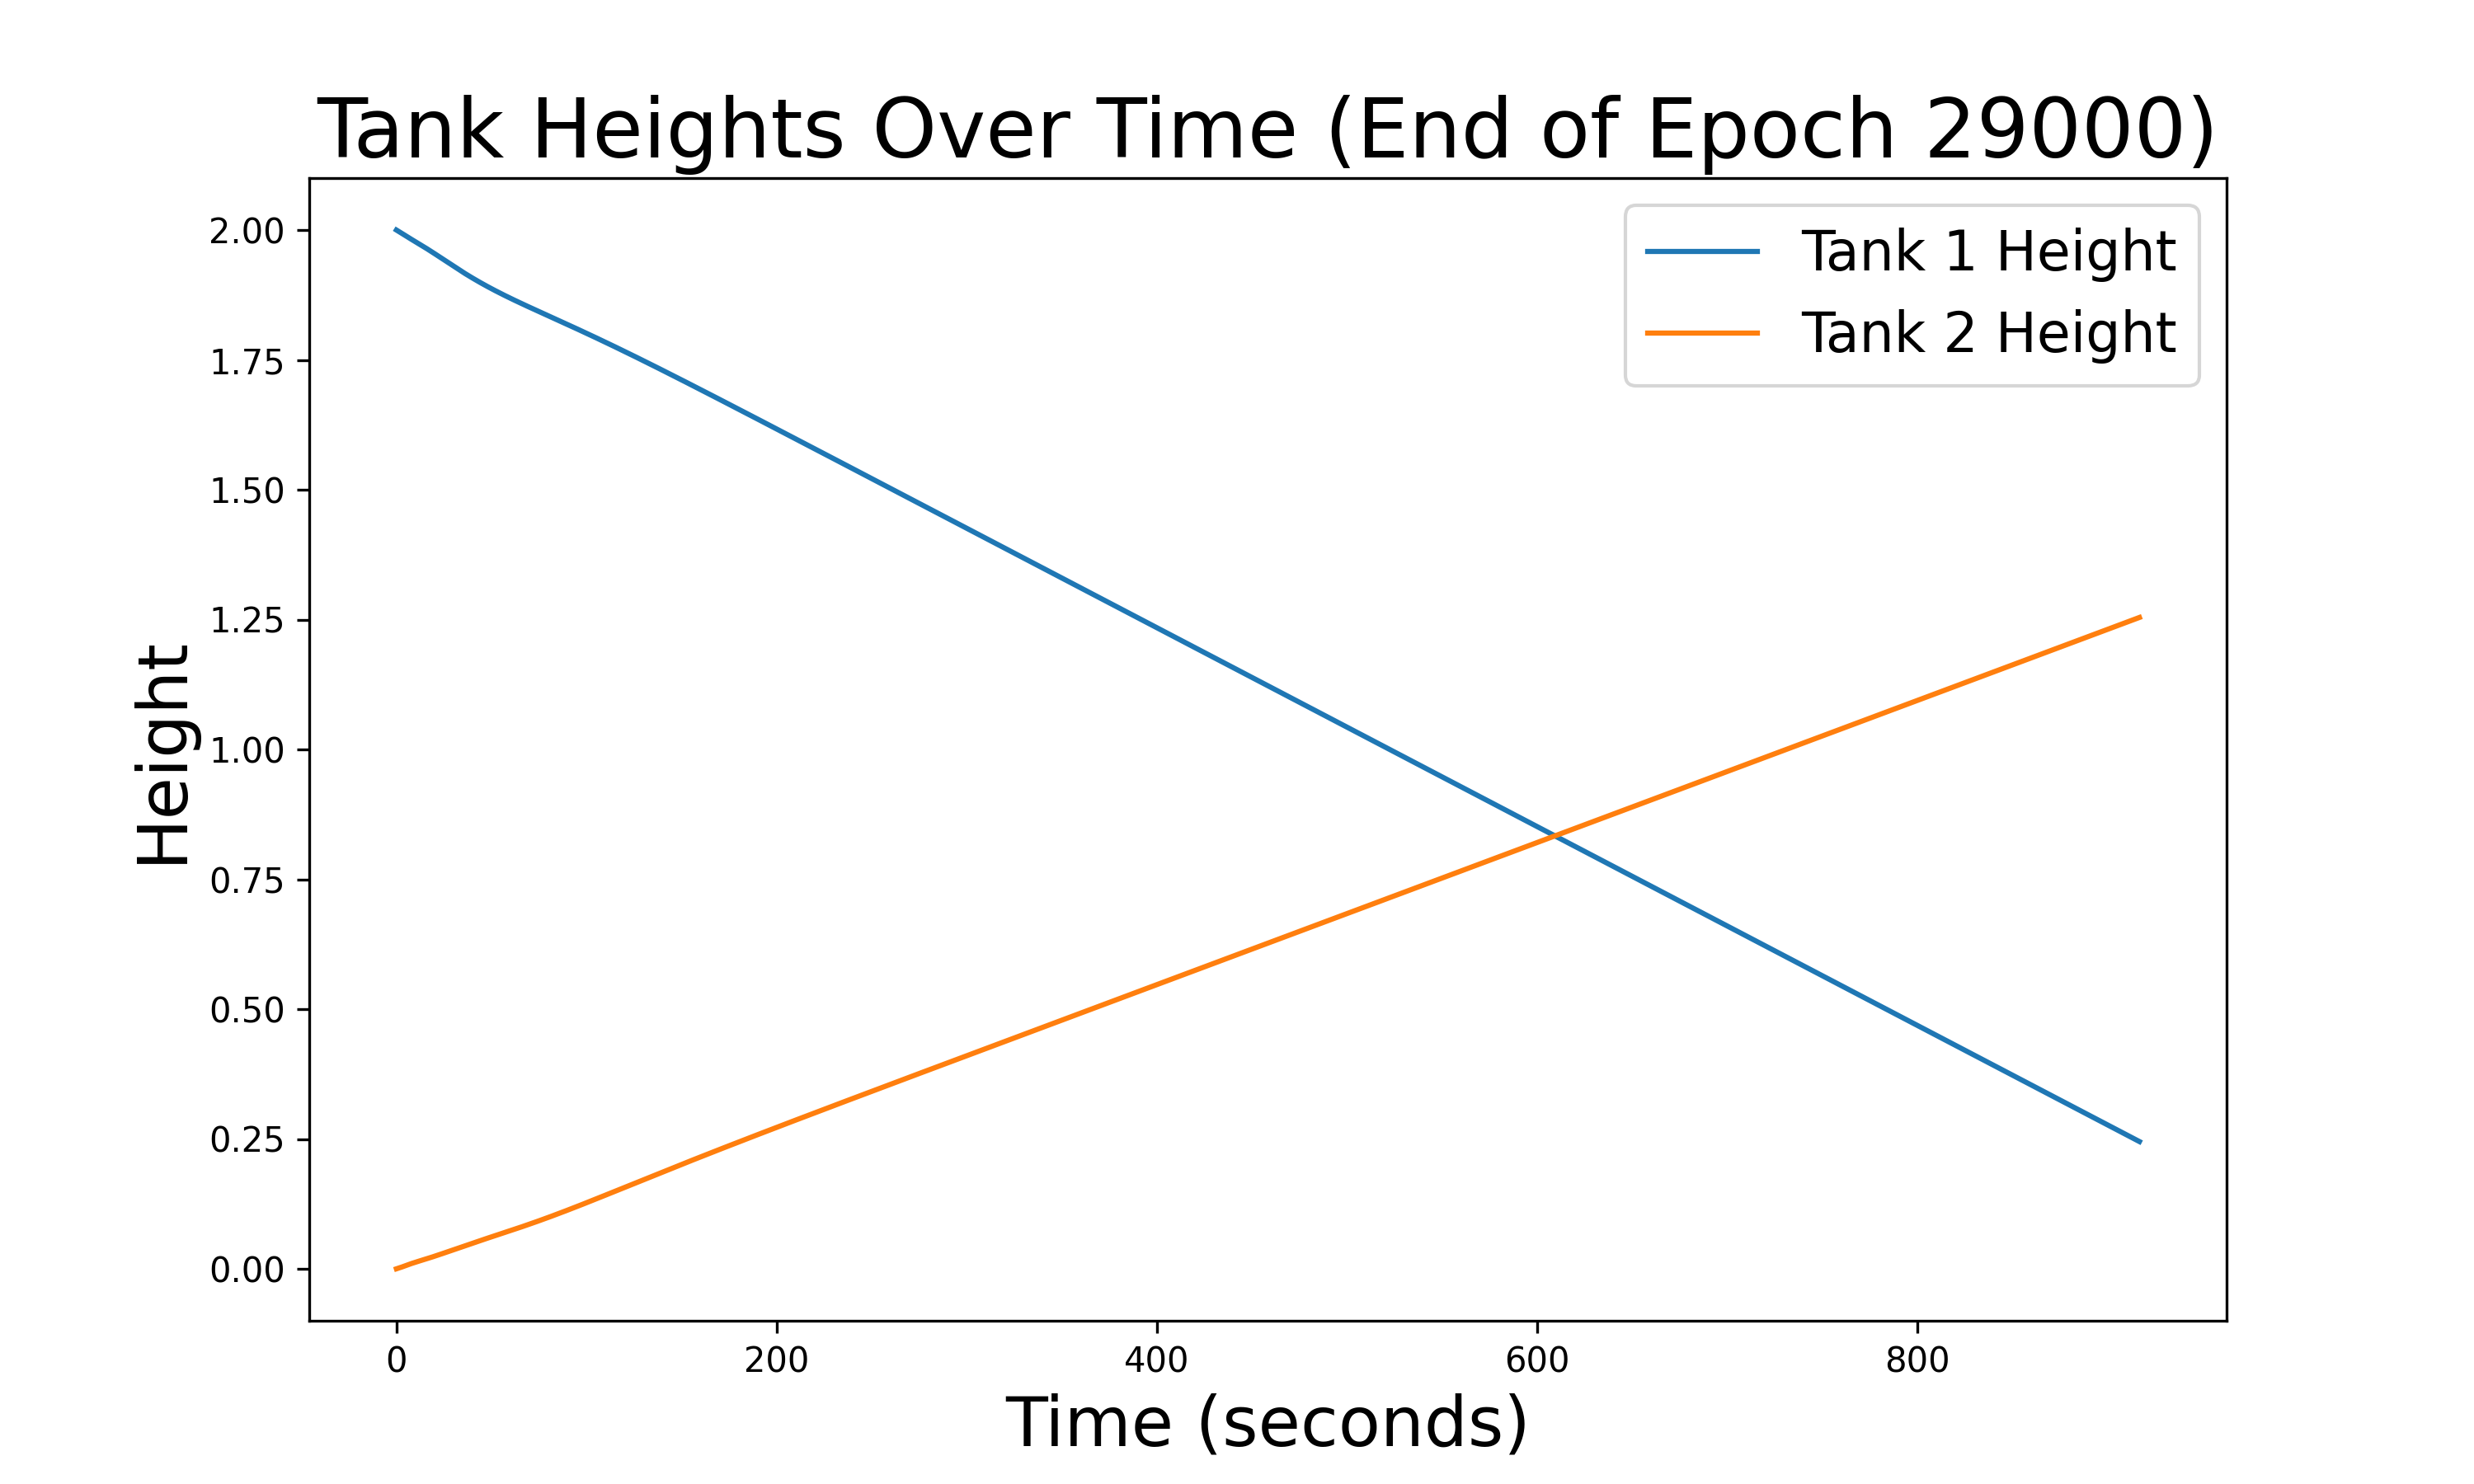 Tank Heights Over Time (End of Epoch 29000)
Tank 1 Height
Tank 2 Height
Height
2.00
1.75
1.50
1.25
1.00
0.75
0.50
0.25
0.00
0 200 400 600 800
Time (seconds)